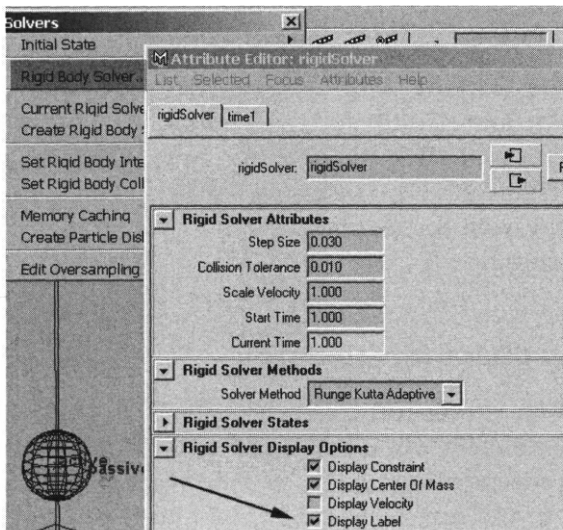 Solvers
Initial State
Rigid Body Solver...
Current Rigid Solve
Create Rigid Body
Set Rigid Body Inte
Set Rigid Body Coll
Memory Caching
Create Particle Dis
Edit Oversampling
Attribute Editor: rigidSolver
List Selected Focus Attributes Help
rigidSolver time1
rigidSolver: rigidSolver
Rigid Solver Attributes
Step Size 0.030
Collision Tolerance 0.010
Scale Velocity 1.000
Start Time 1.000
Current Time 1.000
Rigid Solver Methods
Solver Method Runge Kutta Adaptive
Rigid Solver States
Rigid Solver Display Options
Display Constraint
Display Center Of Mass
Display Velocity
Display Label